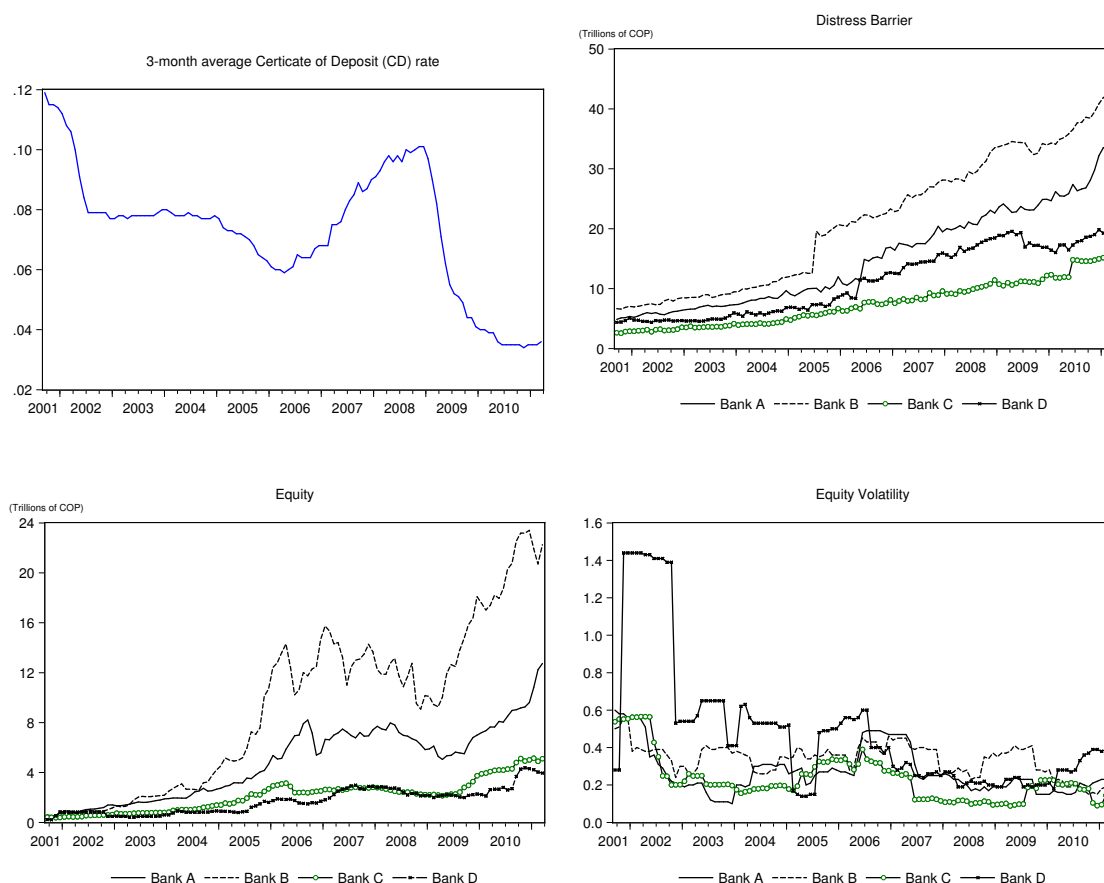 3-month average Certicate of Deposit (CD) rate
.12
.10
.08
.06
.04
.02
2001 2002 2003 2004 2005 2006 2007 2008 2009 2010
Distress Barrier
(Trillions of COP)
50
40
30
20
10
0
2001 2002 2003 2004 2005 2006 2007 2008 2009 2010
Bank A Bank B Bank C Bank D
Equity
(Trillions of COP)
24
20
16
12
8
4
0
2001 2002 2003 2004 2005 2006 2007 2008 2009 2010
Bank A Bank B Bank C Bank D
Equity Volatility
1.6
1.4
1.2
1.0
0.8
0.6
0.4
0.2
0.0
2001 2002 2003 2004 2005 2006 2007 2008 2009 2010
Bank A Bank B Bank C Bank D